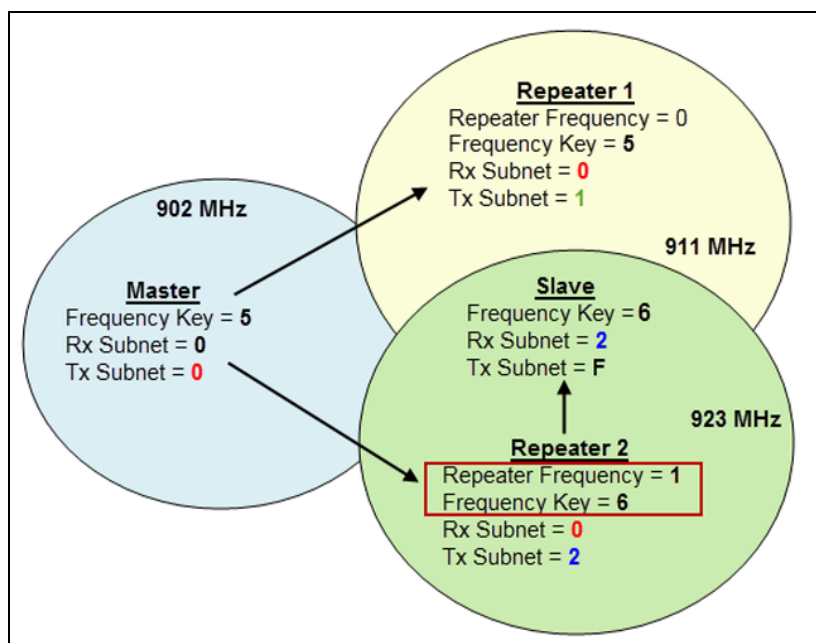 902 MHz
Master
Frequency Key = 5
Rx Subnet = 0
Tx Subnet = 0
Repeater 1
Repeater Frequency = 0
Frequency Key = 5
Rx Subnet = 0
Tx Subnet = 1
911 MHz
Slave
Frequency Key = 6
Rx Subnet = 2
Tx Subnet = F
923 MHz
Repeater 2
Repeater Frequency = 1
Frequency Key = 6
Rx Subnet = 0
Tx Subnet = 2